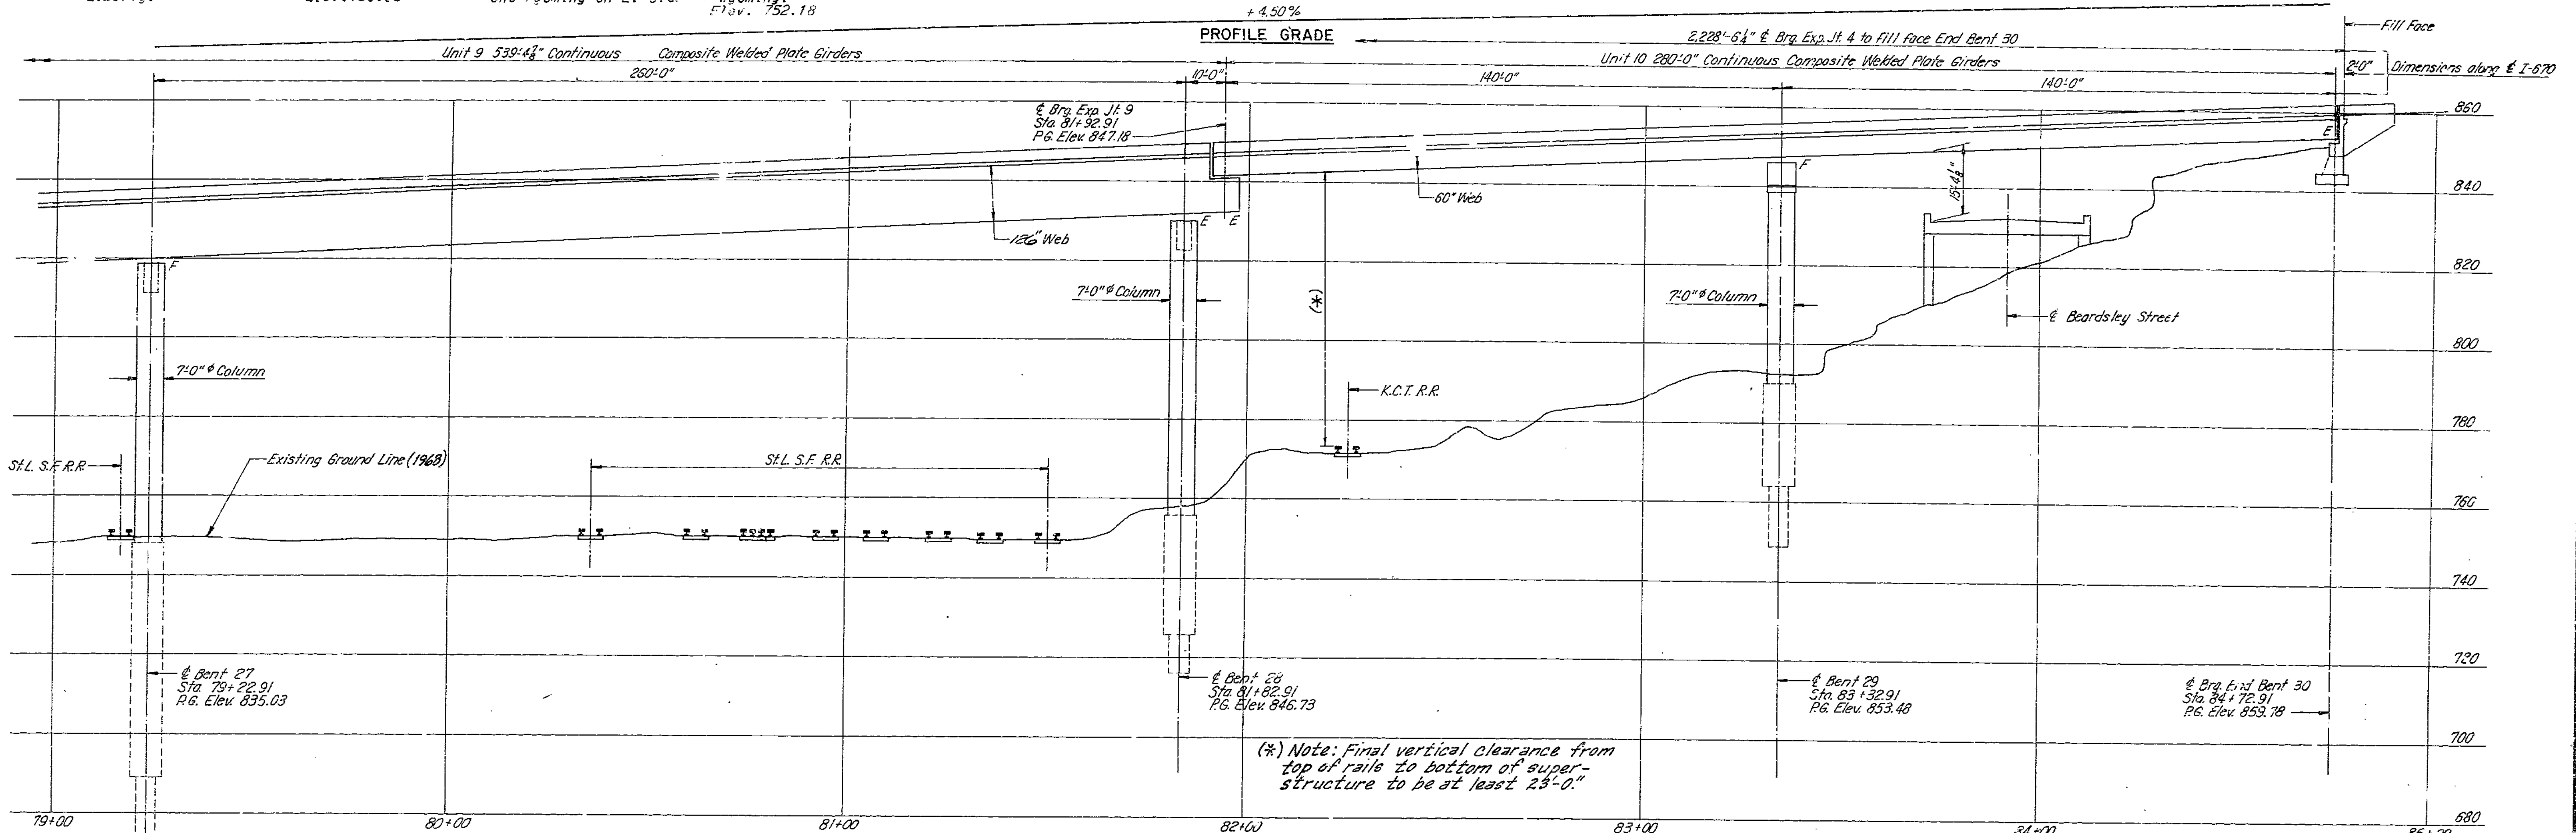 Elev. 752.18
+4.50%
PROFILE GRADE
Fill Face
2,228'-6¼" ℄ Brg. Exp. Jt. 4 to Fill Face End Bent 30
Unit 9 539'-4⅞" Continuous Composite Welded Plate Girders
Unit 10 280'-0" Continuous Composite Welded Plate Girders
260'-0"
10'-0"
140'-0"
140'-0"
2'-0"
Dimensions along ℄ I-670
℄ Brg. Exp. Jt. 9
Sta. 81+92.91
P.G. Elev. 847.18
860
E
F
15'-4⅛"
60" Web
840
126" Web
E
E
F
820
7'-0" ⌀ Column
(*)
7'-0" ⌀ Column
℄ Beardsley Street
800
7'-0" ⌀ Column
K.C.T. R.R.
780
St.L. S.F. R.R.
Existing Ground Line (1968)
St.L. S.F. R.R.
760
740
720
℄ Bent 27
Sta. 79+22.91
P.G. Elev. 835.03
℄ Bent 28
Sta. 81+82.91
P.G. Elev. 846.73
℄ Bent 29
Sta. 83+32.91
P.G. Elev. 853.48
℄ Brg. End Bent 30
Sta. 84+72.91
P.G. Elev. 859.78
700
(*) Note: Final vertical clearance from
top of rails to bottom of super-
structure to be at least 23'-0."
680
79+00
80+00
81+00
82+00
83+00
84+00